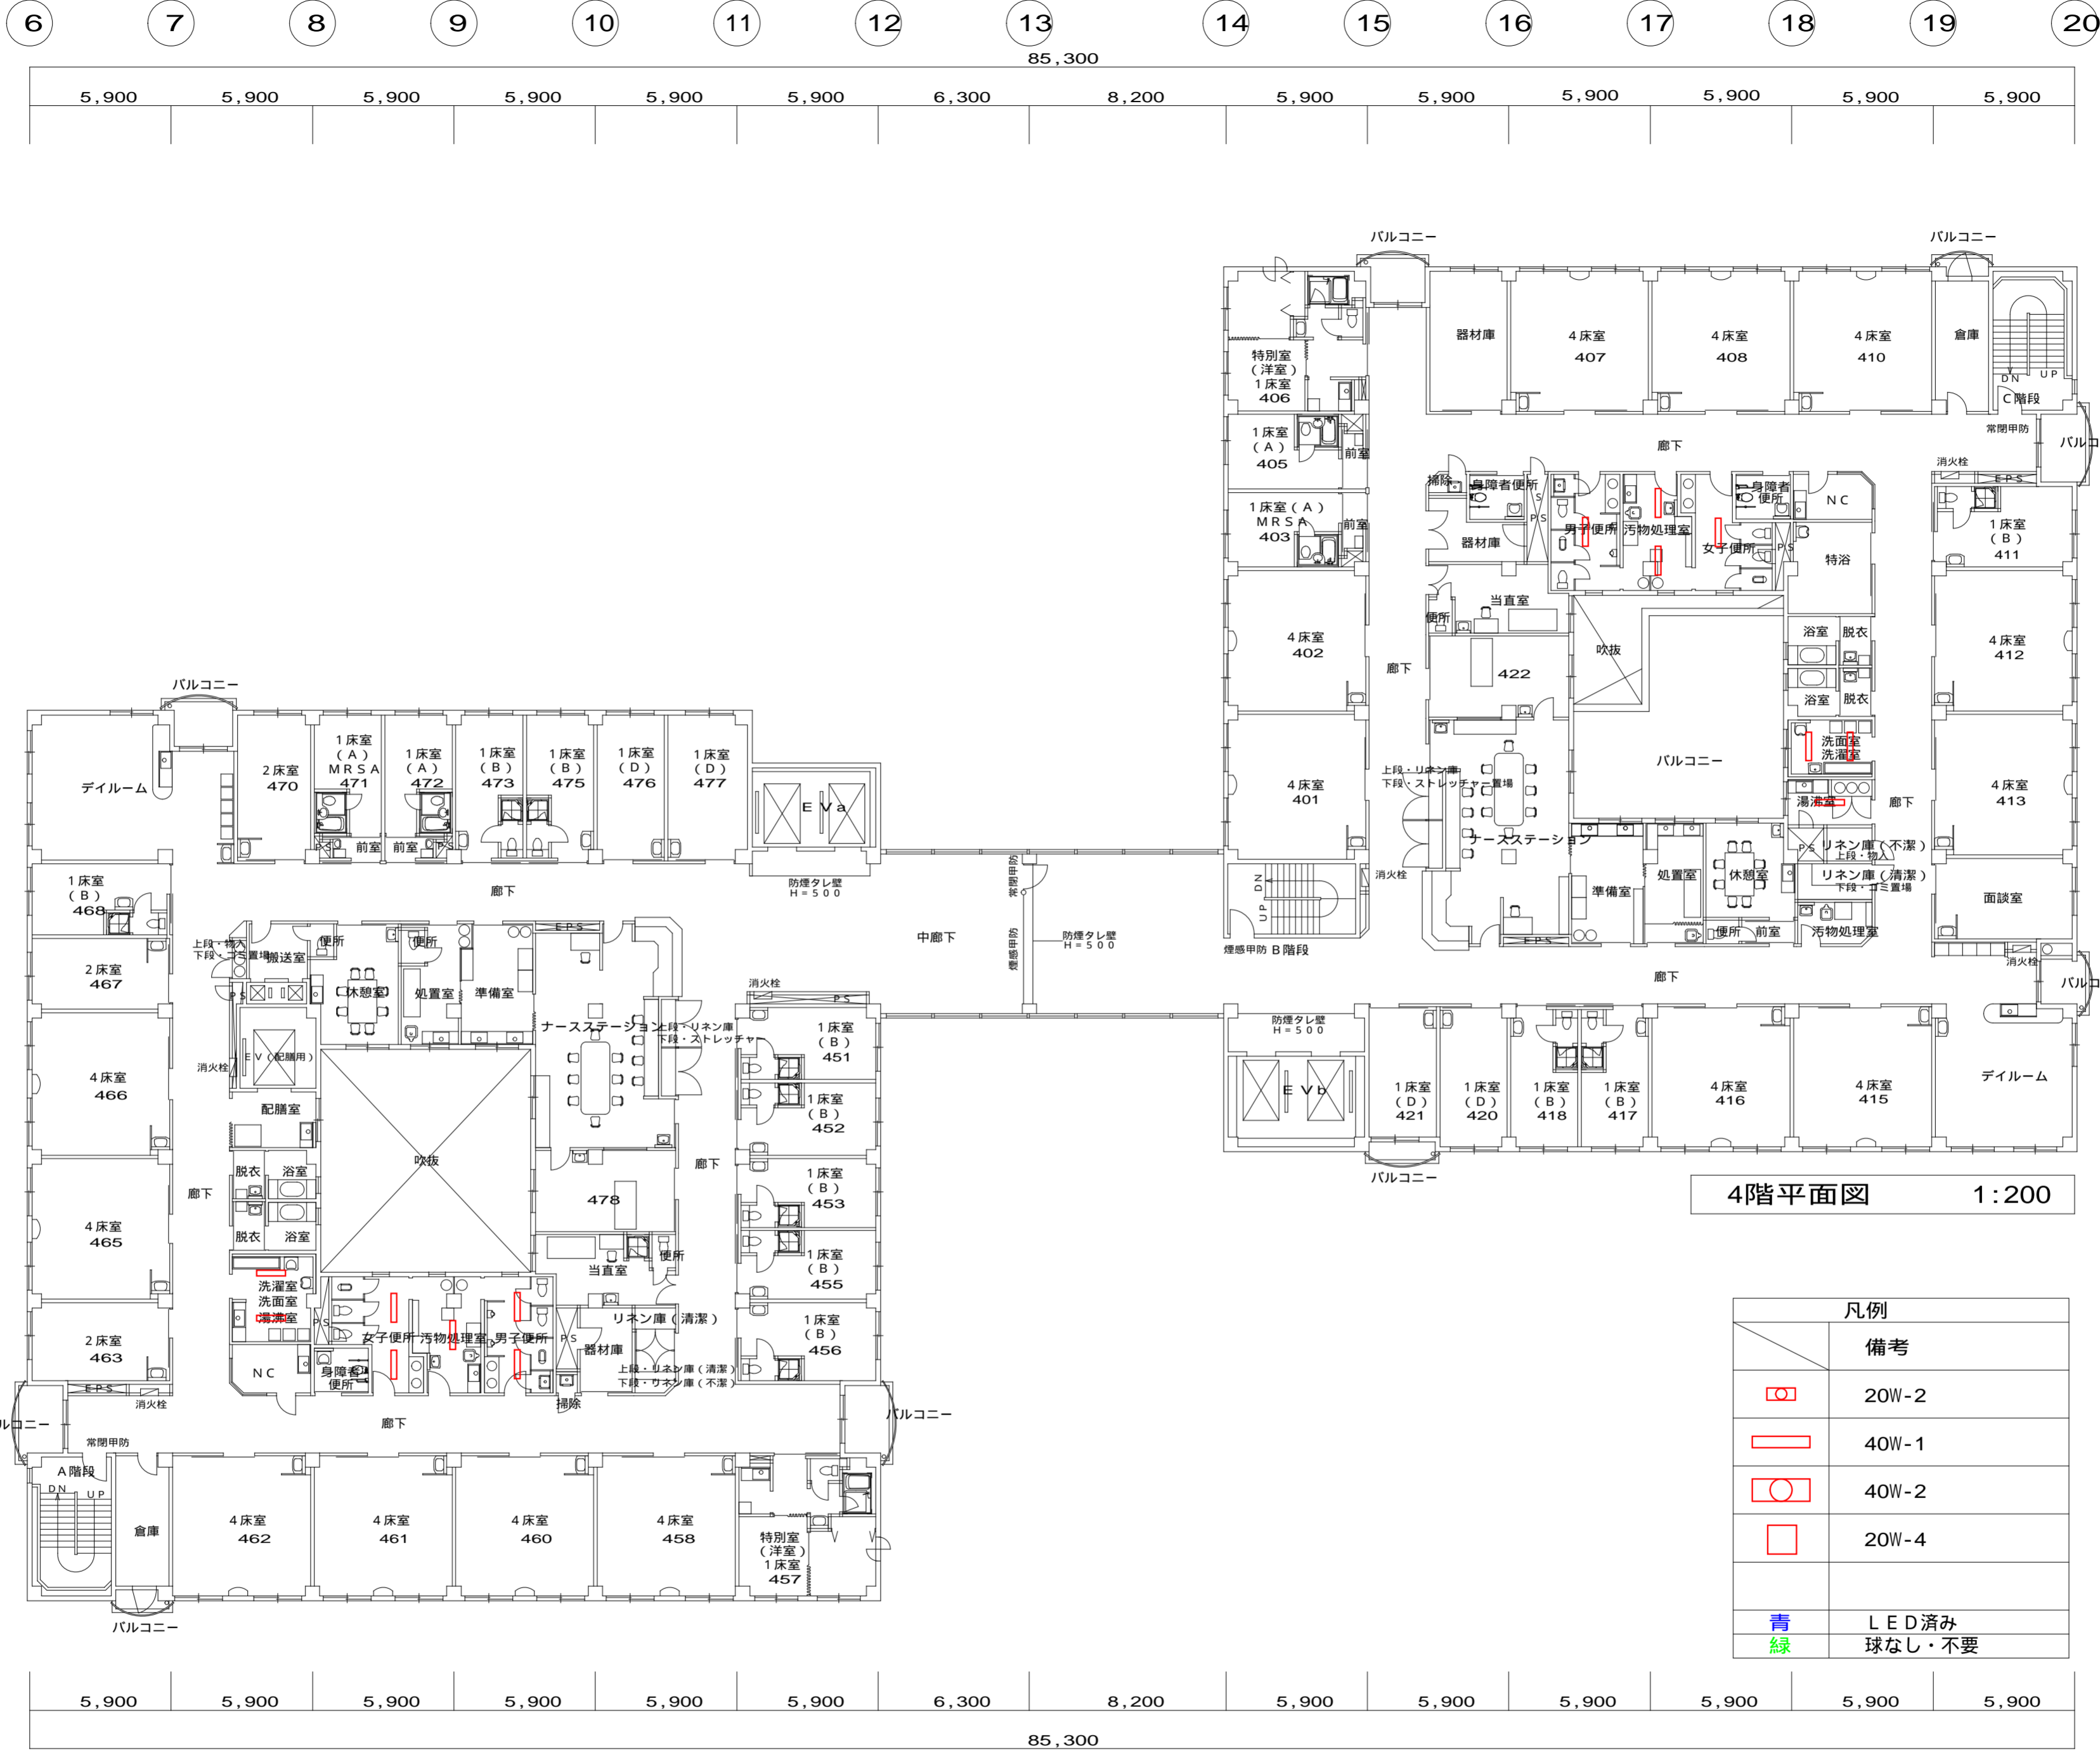 6 7 8 9 10 11 12 13 14 15 16 17 18 19 20
85,300
5,900 5,900 5,900 5,900 5,900 5,900 6,300 8,200 5,900 5,900 5,900 5,900 5,900 5,900
バルコニー
バルコニー
器材庫
4床室
407
4床室
408
4床室
410
倉庫
DN
UP
C階段
常閉甲防
バルコ
特別室
(洋室)
1床室
406
1床室
(A)
405
前室
廊下
消火栓
EPS
1床室(A)
MRSA
403
前室
掃除
身障者便所
S
PS
器材庫
男子便所
汚物処理室
女子便所
身障者
便所
PS
NC
特浴
1床室
(B)
411
当直室
便所
4床室
402
廊下
422
吹抜
浴室
脱衣
浴室
脱衣
4床室
412
バルコニー
洗面室
洗濯室
湯沸室
廊下
4床室
413
4床室
401
上段・リネン庫
下段・ストレッチャー置場
ナースステーション
準備室
処置室
休憩室
PS
リネン庫(不潔)
上段・物入
リネン庫(清潔)
下段・ゴミ置場
面談室
消火栓
DN
UP
煙感甲防
B階段
EPS
便所
前室
汚物処理室
消火栓
廊下
バルコ
防煙タレ壁
H=500
EVb
1床室
(D)
421
1床室
(D)
420
1床室
(B)
418
1床室
(B)
417
4床室
416
4床室
415
デイルーム
バルコニー
バルコニー
デイルーム
2床室
470
1床室
(A)
MRSA
471
1床室
(A)
472
1床室
(B)
473
1床室
(B)
475
1床室
(D)
476
1床室
(D)
477
EVa
PS
前室
前室
PS
防煙タレ壁
H=500
廊下
常閉甲防
煙感甲防
中廊下
防煙タレ壁
H=500
1床室
(B)
468
上段・物入
下段・ゴミ置場
搬送室
便所
便所
EPS
2床室
467
PS
休憩室
処置室
準備室
ナースステーション
上段・リネン庫
下段・ストレッチャー
消火栓
PS
1床室
(B)
451
4床室
466
消火栓
EV(配膳用)
配膳室
1床室
(B)
452
吹抜
廊下
脱衣
浴室
脱衣
浴室
廊下
478
1床室
(B)
453
4床室
465
当直室
便所
1床室
(B)
455
洗濯室
洗面室
湯沸室
PS
女子便所
汚物処理室
男子便所
PS
器材庫
リネン庫(清潔)
上段・リネン庫(清潔)
下段・リネン庫(不潔)
1床室
(B)
456
2床室
463
NC
身障者
便所
掃除
EPS
消火栓
ルコニー
常閉甲防
廊下
バルコニー
A階段
DN
UP
倉庫
4床室
462
4床室
461
4床室
460
4床室
458
特別室
(洋室)
1床室
457
バルコニー
4階平面図 1:200
凡例
備考
20W-2
40W-1
40W-2
20W-4
青 LED済み
緑 球なし・不要
5,900 5,900 5,900 5,900 5,900 5,900 6,300 8,200 5,900 5,900 5,900 5,900 5,900 5,900
85,300